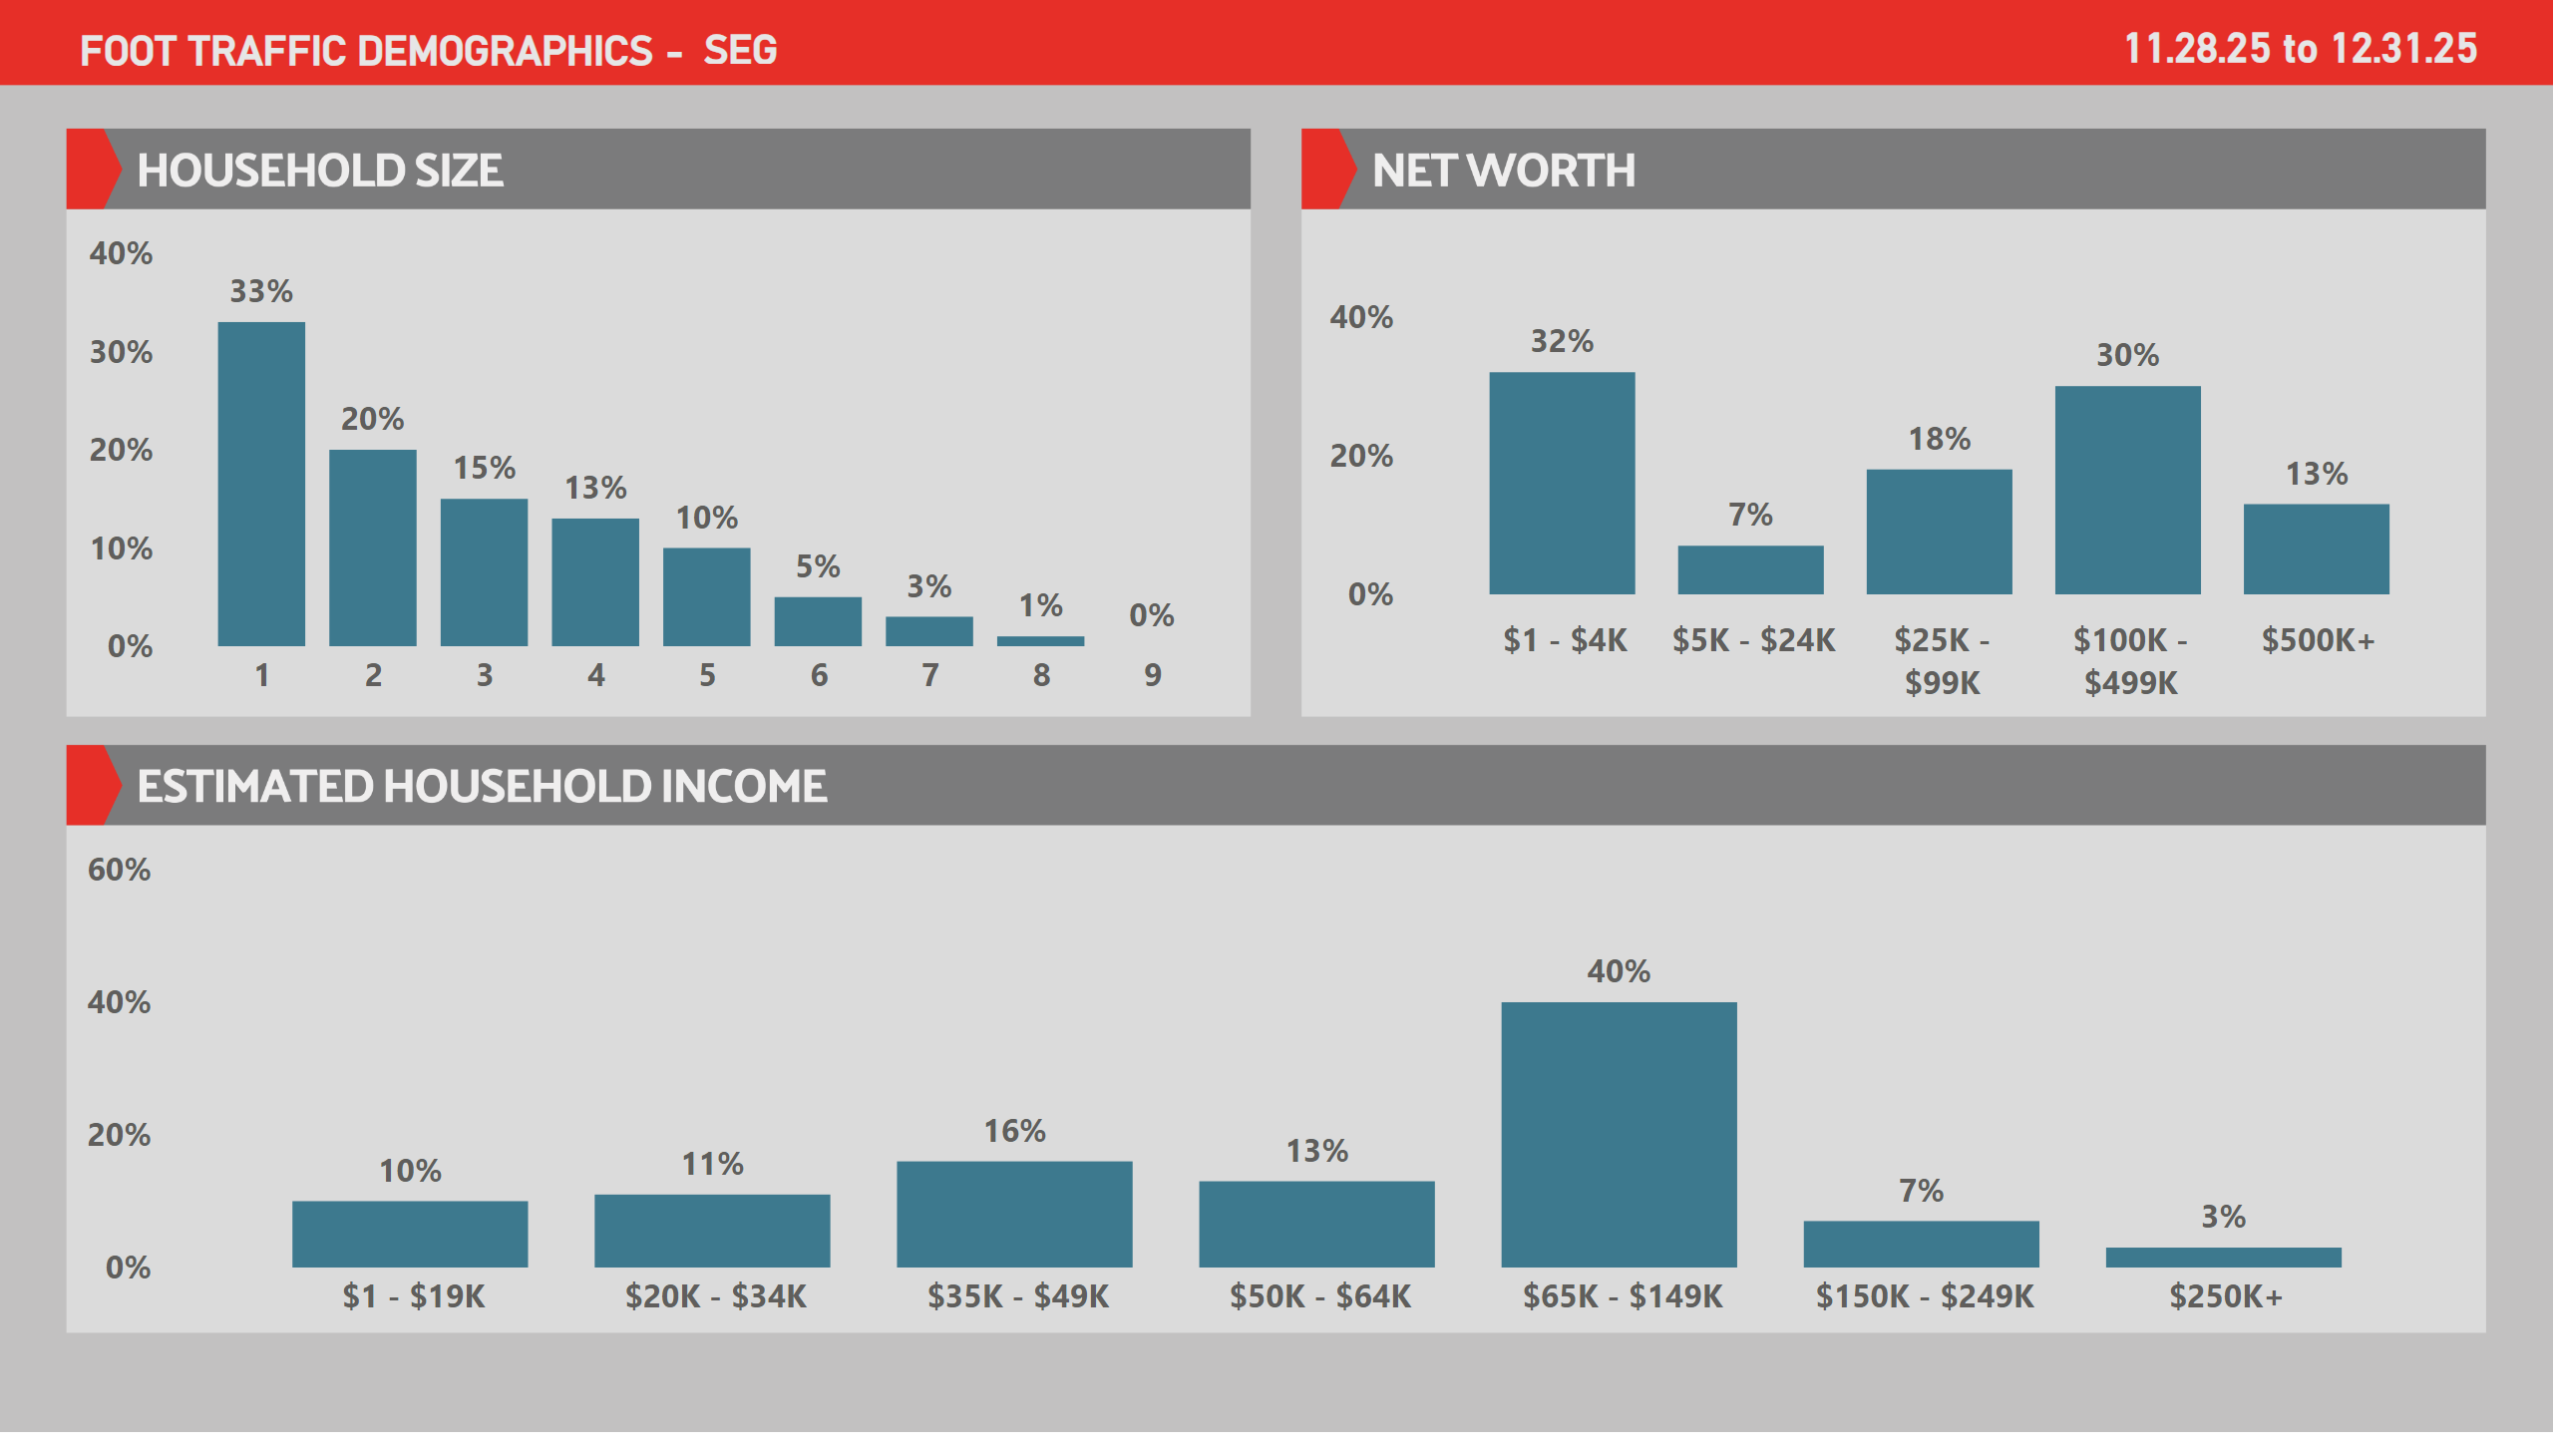 FOOT TRAFFIC DEMOGRAPHICS - SEG
11.28.25 to 12.31.25
HOUSEHOLD SIZE
40%
30%
20%
10%
0%
33%
20%
15%
13%
10%
5%
3%
1%
0%
1 2 3 4 5 6 7 8 9
NET WORTH
40%
20%
0%
32%
7%
18%
30%
13%
$1 - $4K
$5K - $24K
$25K -
$99K
$100K -
$499K
$500K+
ESTIMATED HOUSEHOLD INCOME
60%
40%
20%
0%
10%
11%
16%
13%
40%
7%
3%
$1 - $19K
$20K - $34K
$35K - $49K
$50K - $64K
$65K - $149K
$150K - $249K
$250K+